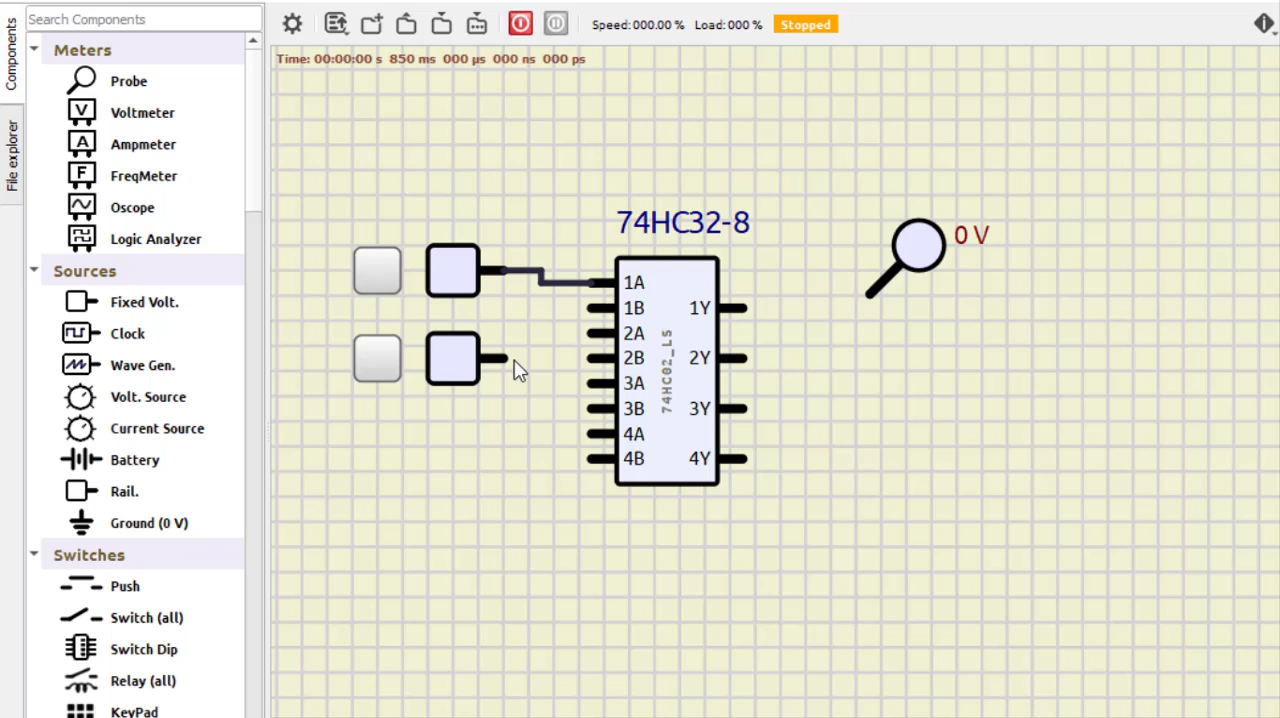 Search Components
Components
File explorer
Meters
Probe
Voltmeter
Ampmeter
FreqMeter
Oscope
Logic Analyzer
Sources
Fixed Volt.
Clock
Wave Gen.
Volt. Source
Current Source
Battery
Rail.
Ground (0 V)
Switches
Push
Switch (all)
Switch Dip
Relay (all)
KeyPad
Speed:000.00 % Load:000 % Stopped
Time: 00:00:00 s 850 ms 000 µs 000 ns 000 ps
74HC32-8
0 V
V
A
F
1A
1B 1Y
2A
2B 2Y
3A
3B 3Y
4A
4B 4Y
74HC02_LS